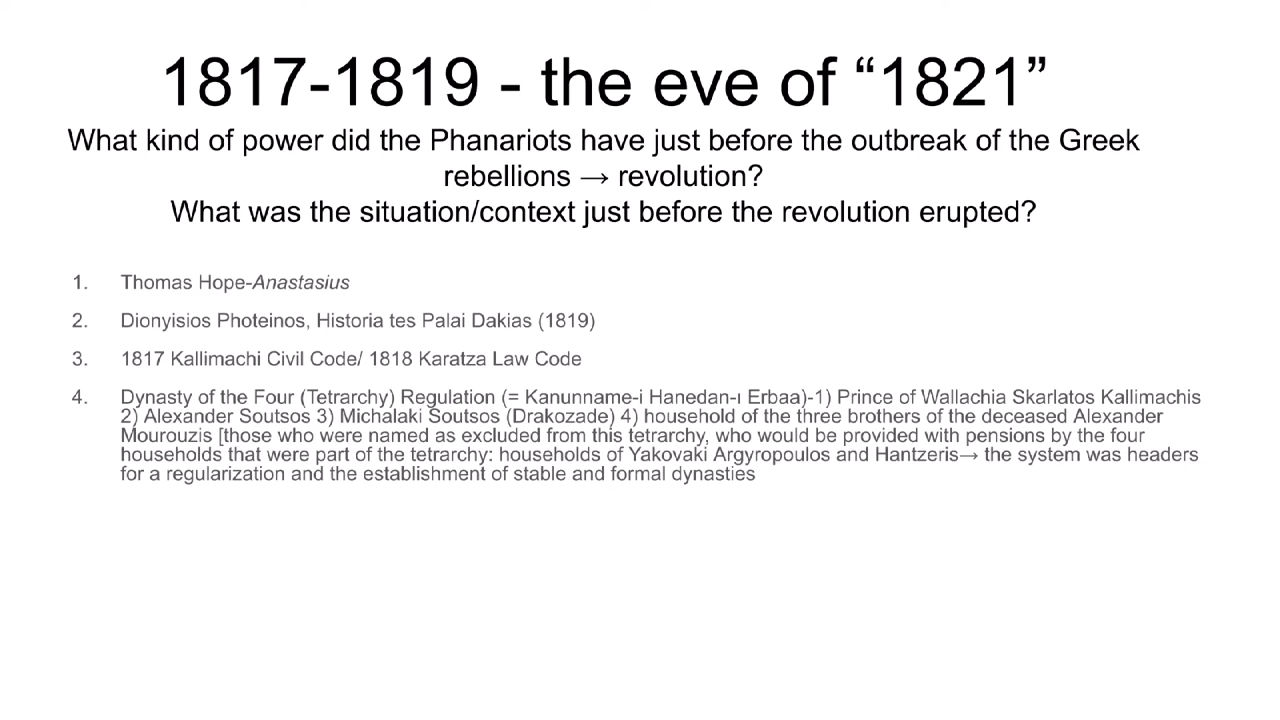 1817-1819 - the eve of “1821”
What kind of power did the Phanariots have just before the outbreak of the Greek
rebellions → revolution?
What was the situation/context just before the revolution erupted?
1. Thomas Hope-Anastasius
2. Dionyisios Photeinos, Historia tes Palai Dakias (1819)
3. 1817 Kallimachi Civil Code/ 1818 Karatza Law Code
4. Dynasty of the Four (Tetrarchy) Regulation (= Kanunname-i Hanedan-ı Erbaa)-1) Prince of Wallachia Skarlatos Kallimachis
2) Alexander Soutsos 3) Michalaki Soutsos (Drakozade) 4) household of the three brothers of the deceased Alexander
Mourouzis [those who were named as excluded from this tetrarchy, who would be provided with pensions by the four
households that were part of the tetrarchy: households of Yakovaki Argyropoulos and Hantzeris→ the system was headers
for a regularization and the establishment of stable and formal dynasties